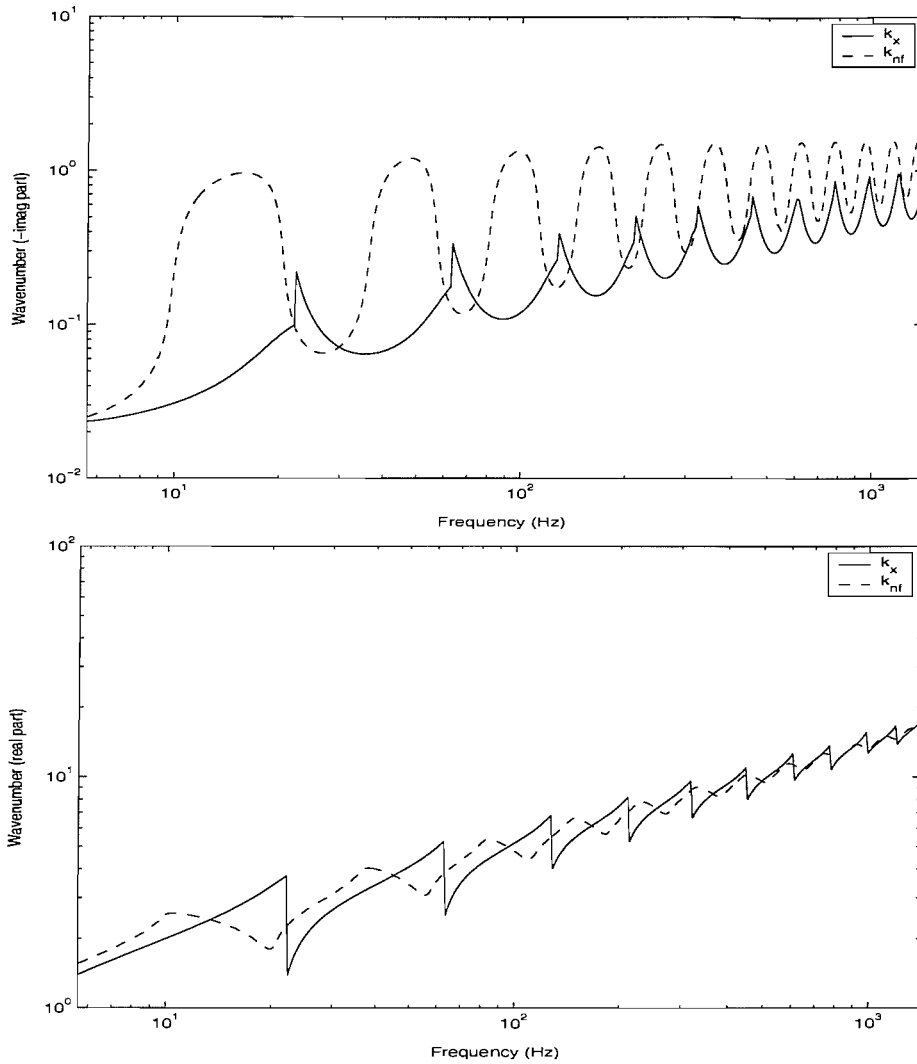 10^1
k_x
k_nf
10^0
Wavenumber (-imag part)
10^-1
10^-2
10^1
10^2
10^3
Frequency (Hz)
10^2
k_x
k_nf
Wavenumber (real part)
10^1
10^0
10^1
10^2
10^3
Frequency (Hz)